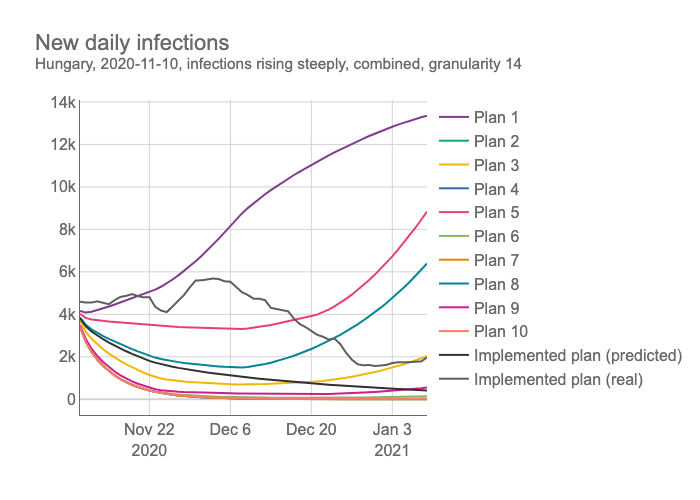 New daily infections
Hungary, 2020-11-10, infections rising steeply, combined, granularity 14
14k
12k
10k
8k
6k
4k
2k
0
Nov 22
2020
Dec 6
Dec 20
Jan 3
2021
Plan 1
Plan 2
Plan 3
Plan 4
Plan 5
Plan 6
Plan 7
Plan 8
Plan 9
Plan 10
Implemented plan (predicted)
Implemented plan (real)